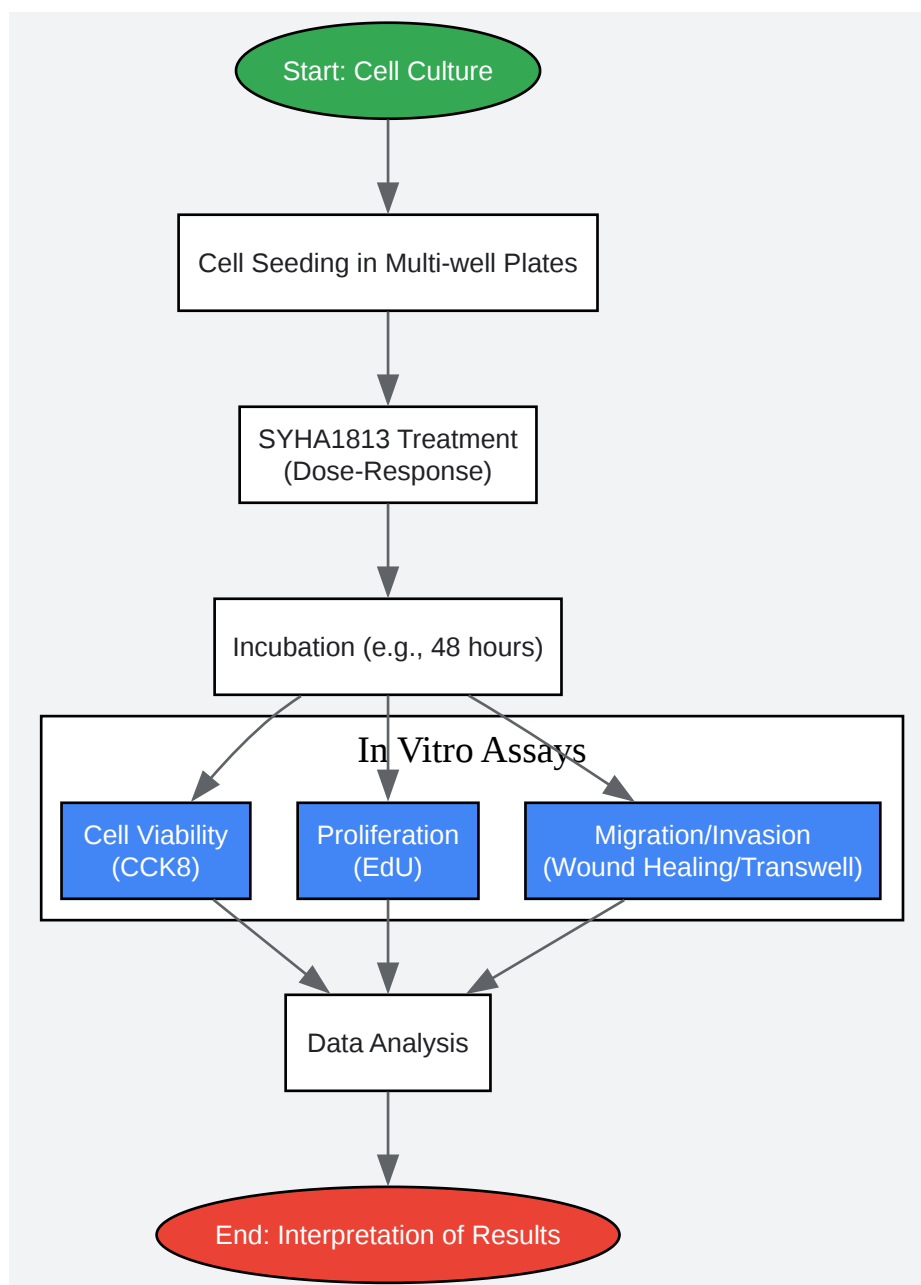 Start: Cell Culture
Cell Seeding in Multi-well Plates
SYHA1813 Treatment
(Dose-Response)
Incubation (e.g., 48 hours)
In Vitro Assays
Cell Viability
(CCK8)
Proliferation
(EdU)
Migration/Invasion
(Wound Healing/Transwell)
Data Analysis
End: Interpretation of Results